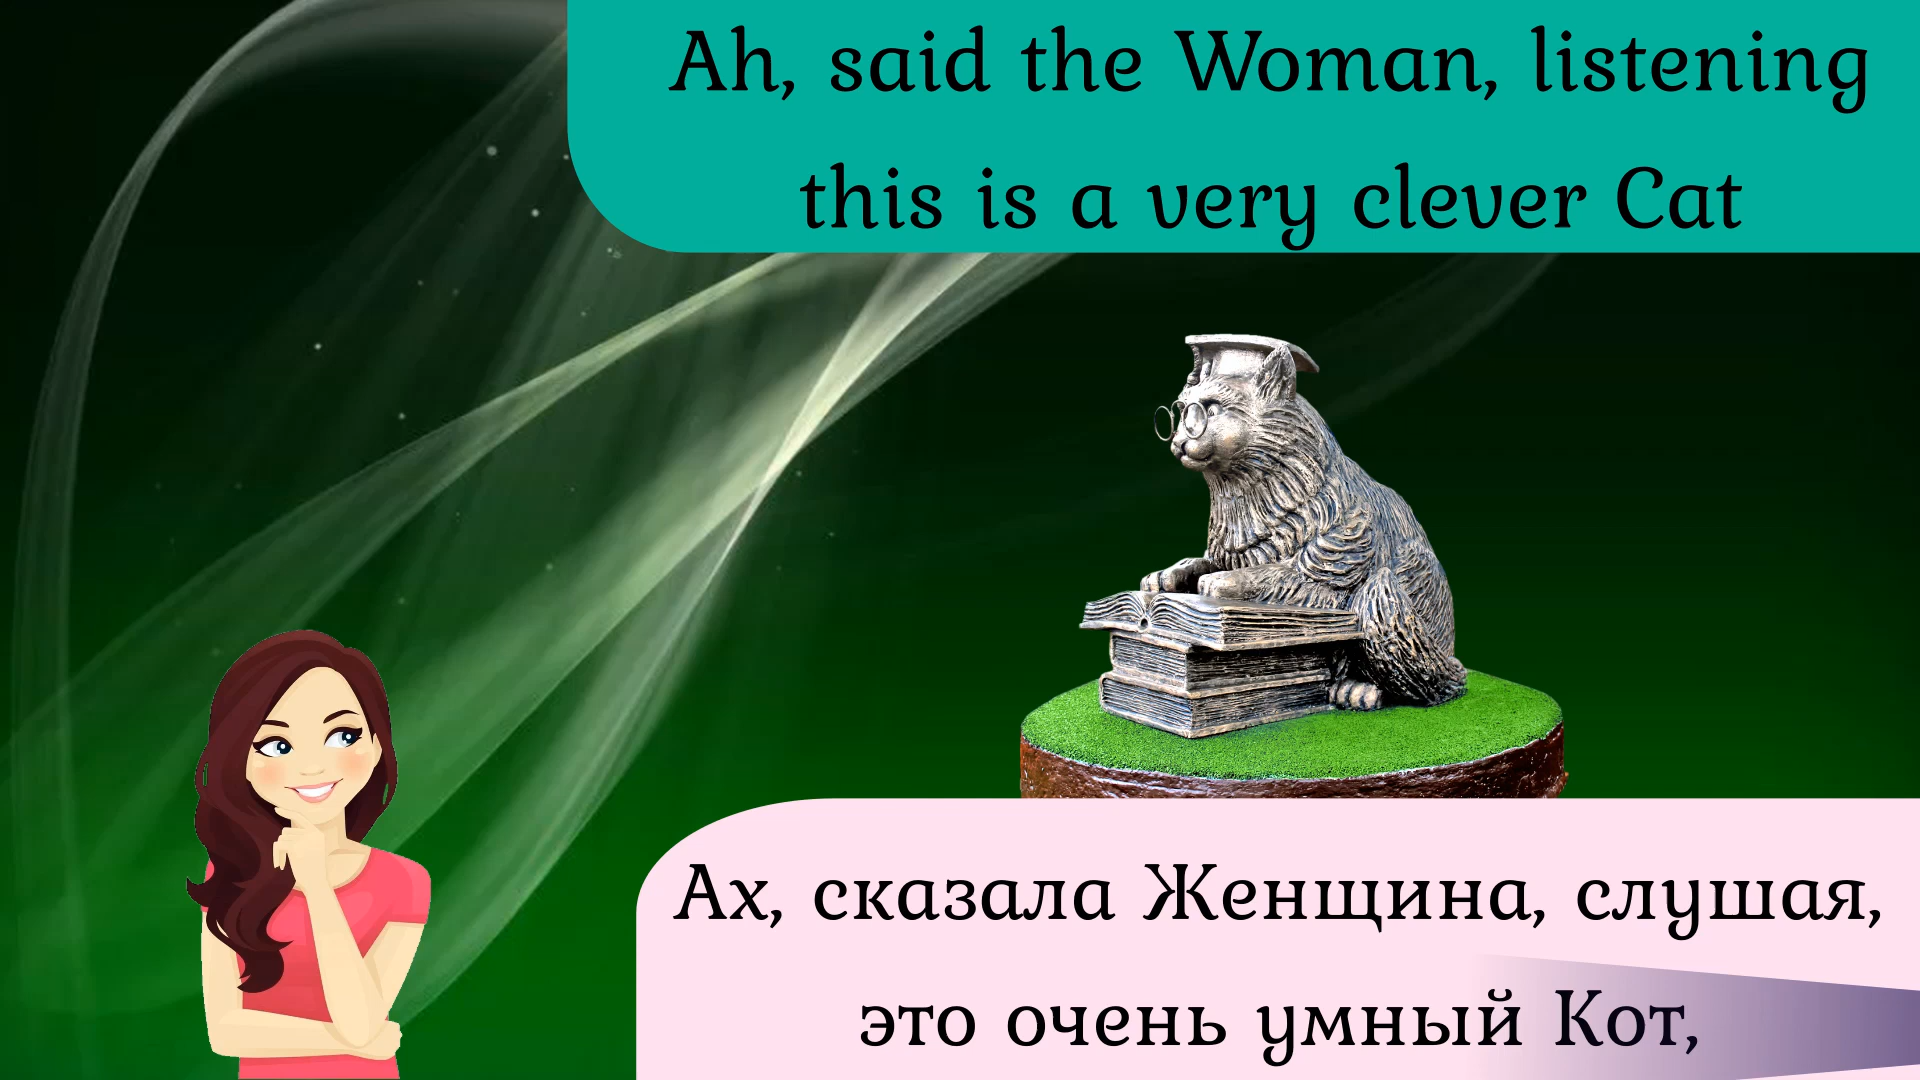 Ah, said the Woman, listening
this is a very clever Cat
Ах, сказала Женщина, слушая,
это очень умный Кот,